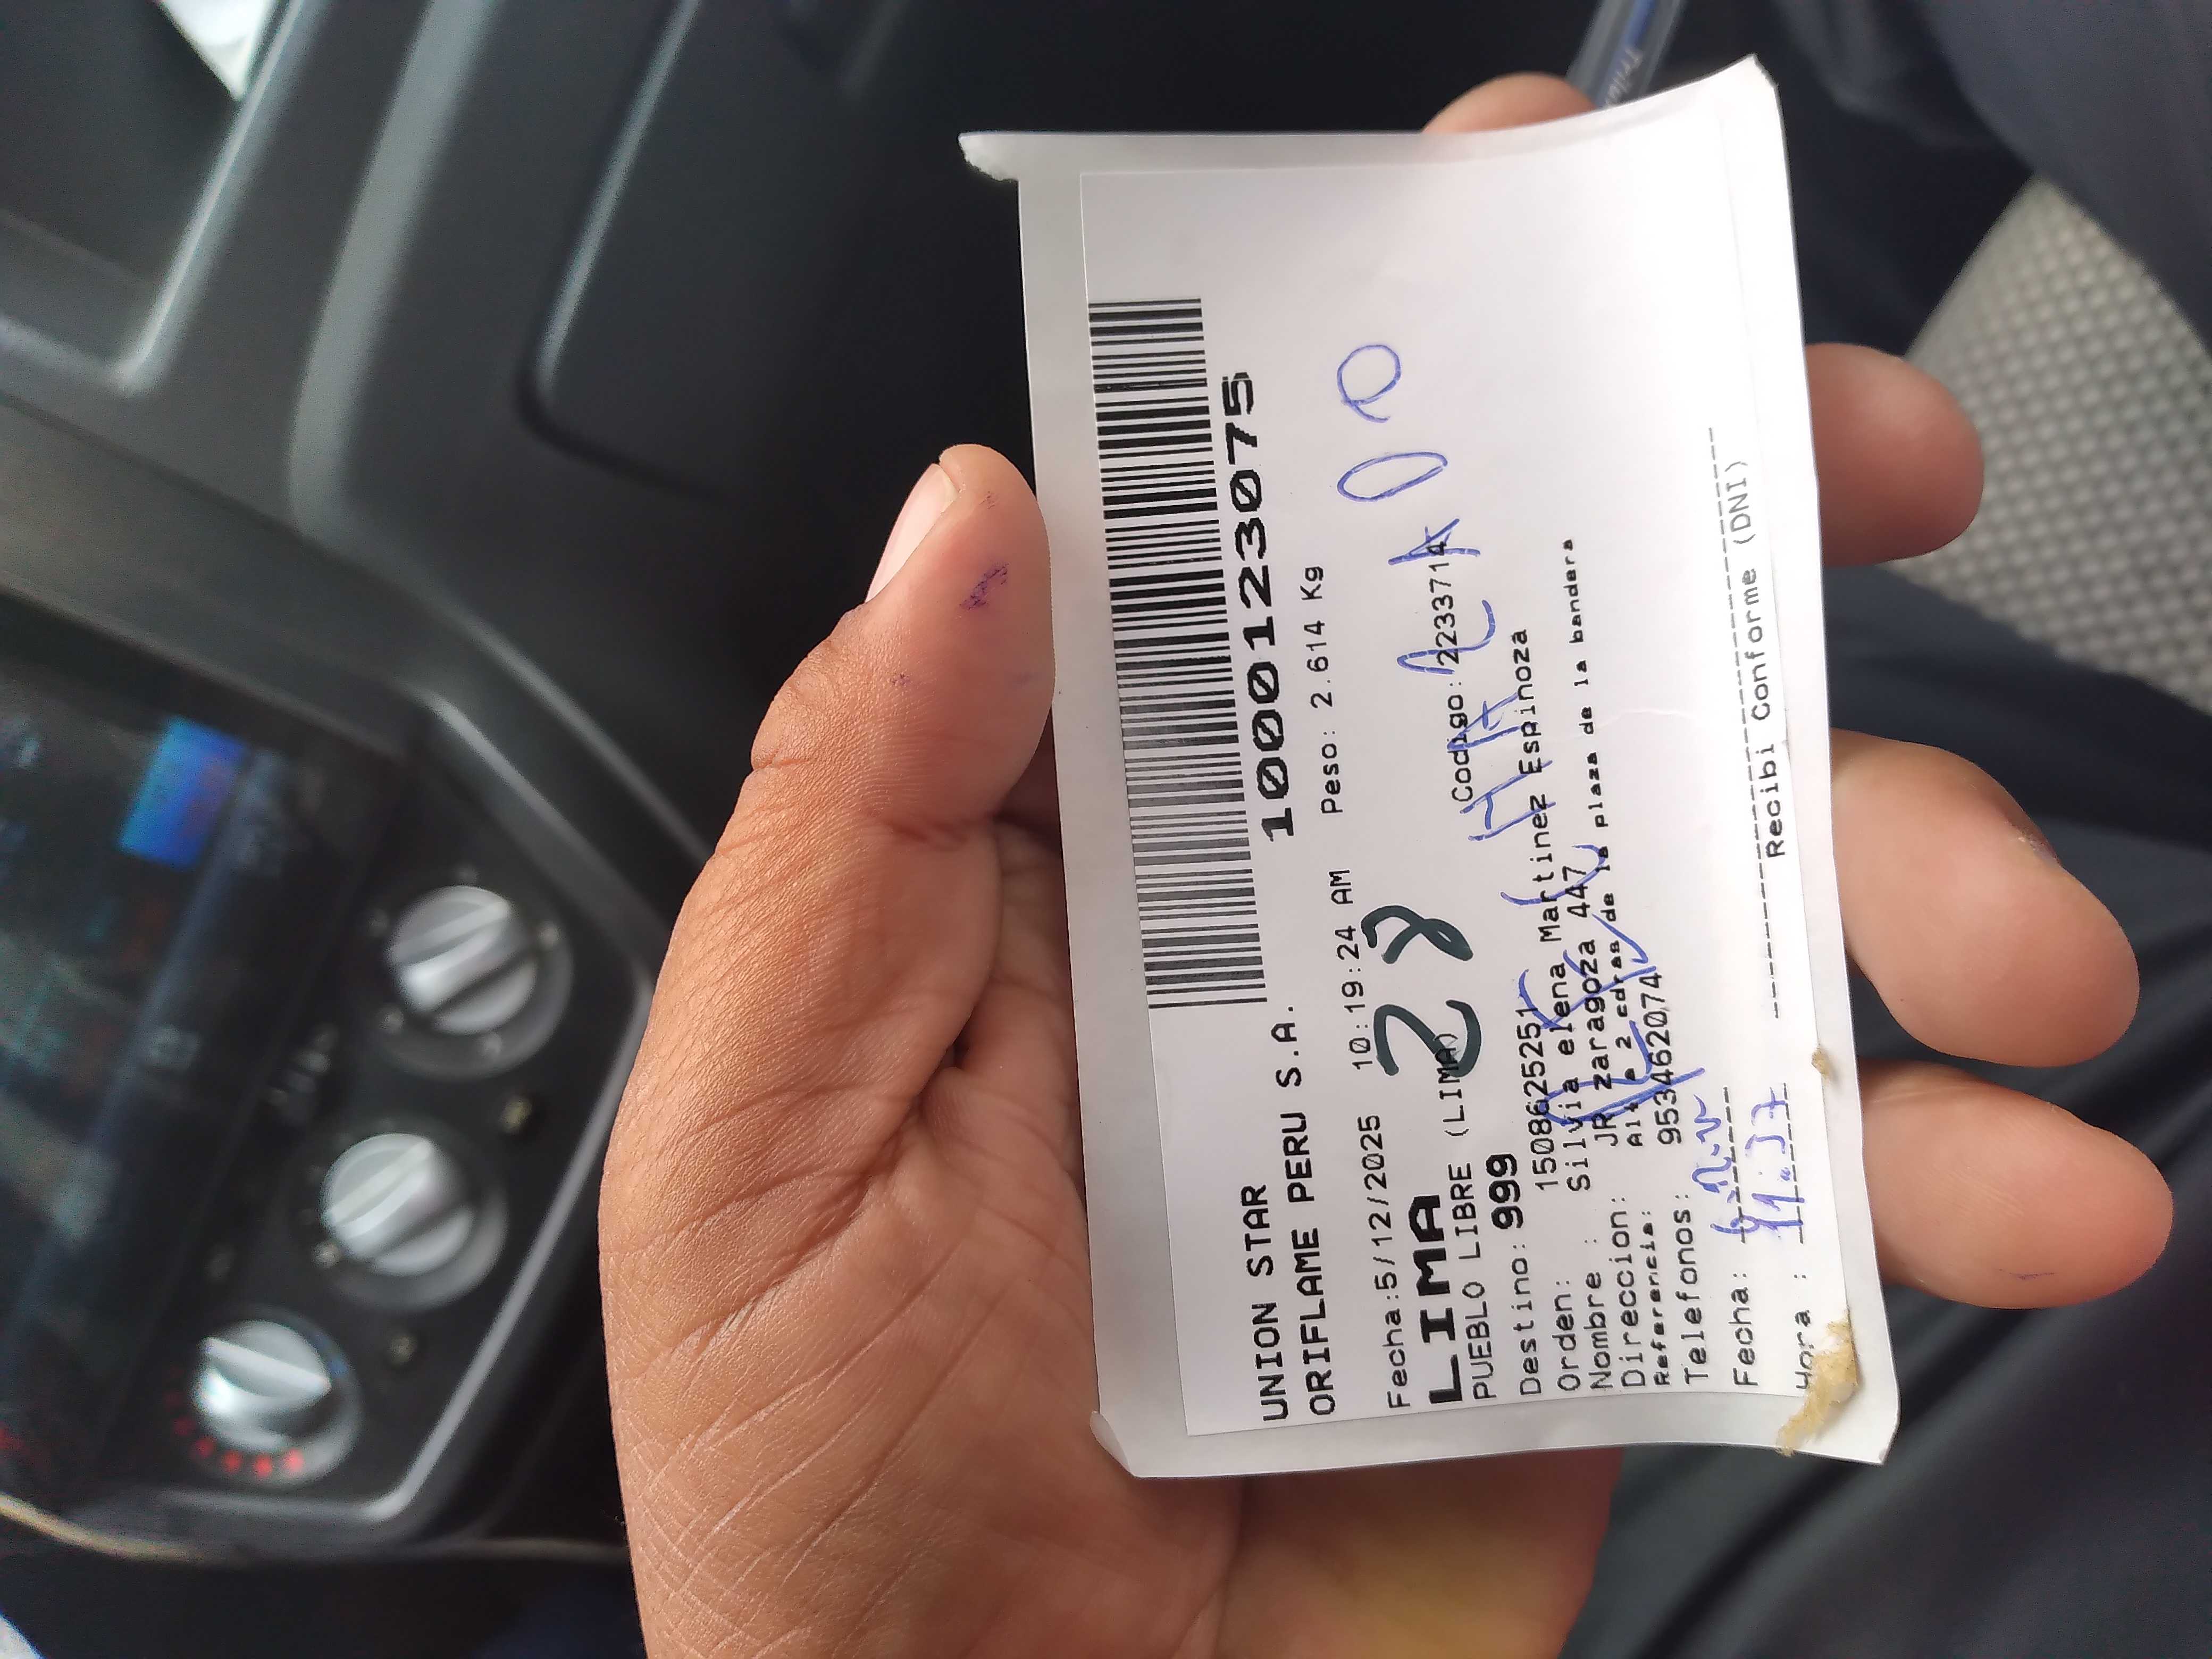 1000123075
UNION STAR
ORIFLAME PERU S.A.
Fecha:5/12/2025 10:19:24 AM Peso: 2.614 Kg
28
LIMA
PUEBLO LIBRE (LIMA)
Destino: 999 Codigo:2233714
Orden: 1508625251
Nombre : Silvia elena Martinez Espinoza
Direccion: JR zaragoza 447
Referencia: Alt a 2 cdras de la plaza de la bandera
Telefonos: 953462074
Fecha:
Hora :
Recibi Conforme (DNI)